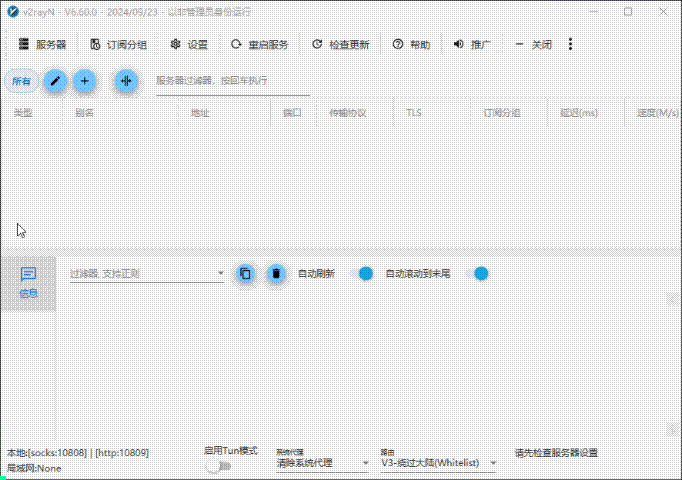 v2rayN - V6.60.0 - 2024/09/23 - 以非管理员身份运行
服务器 订阅分组 设置 重启服务 检查更新 帮助 推广 关闭
所有 服务器过滤器，按回车执行
类型 别名 地址 端口 传输协议 TLS 订阅分组 延迟(ms) 速度(M/s)
过滤器, 支持正则 自动刷新 自动滚动到末尾
信息
本地:[socks:10808] | [http:10809] 启用Tun模式 系统代理 路由 请先检查服务器设置
局域网:None 清除系统代理 V3-绕过大陆(Whitelist)